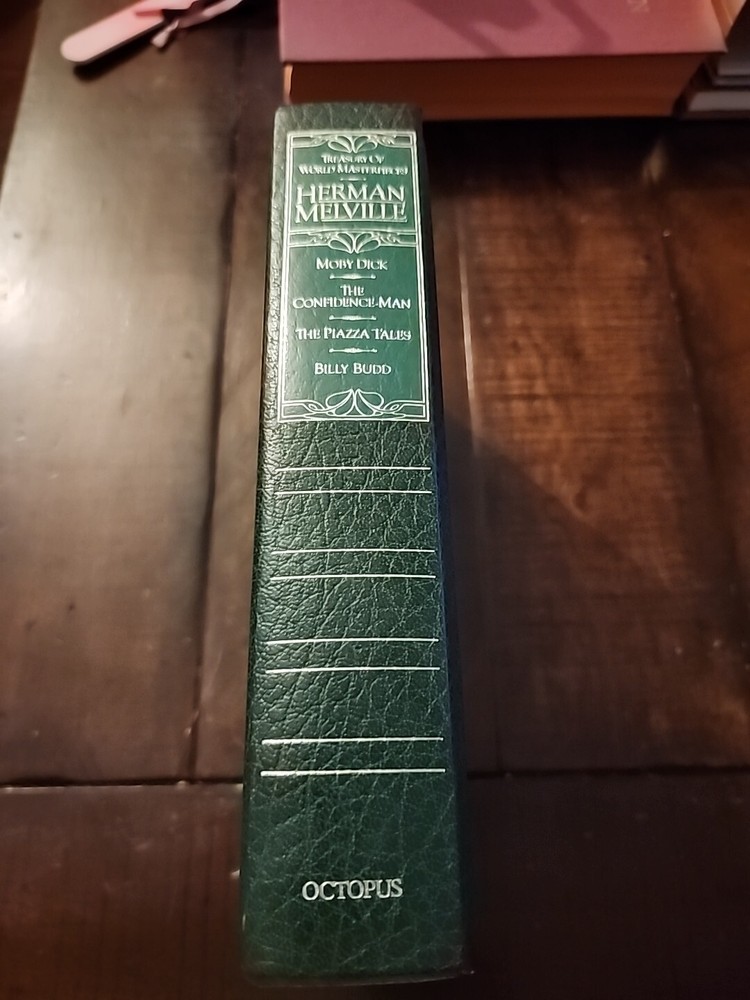 TREASURY OF
WORLD MASTERPIECES
HERMAN
MELVILLE
MOBY DICK
THE
CONFIDENCE-MAN
THE PIAZZA TALES
BILLY BUDD
OCTOPUS